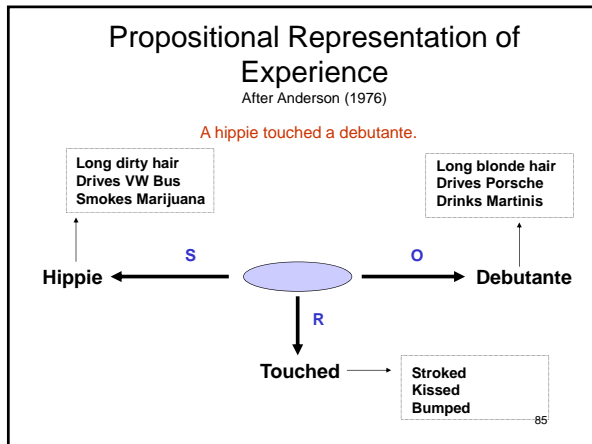 Propositional Representation of
Experience
After Anderson (1976)
A hippie touched a debutante.
Long dirty hair
Drives VW Bus
Smokes Marijuana
Long blonde hair
Drives Porsche
Drinks Martinis
S
O
Hippie
Debutante
R
Touched
Stroked
Kissed
Bumped
85